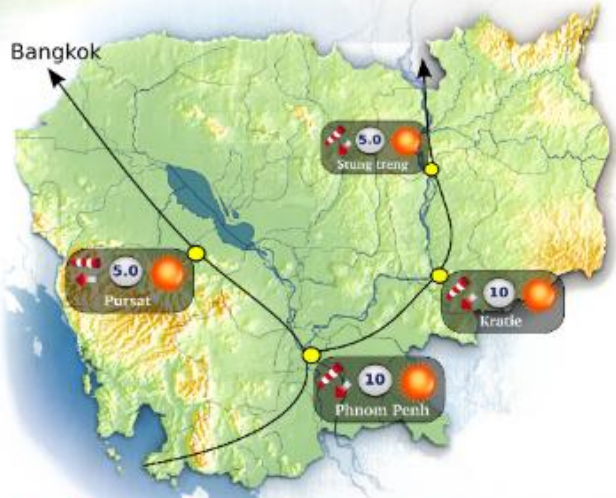 Bangkok
5.0
Stung treng
5.0
Pursat
10
Kratie
10
Phnom Penh